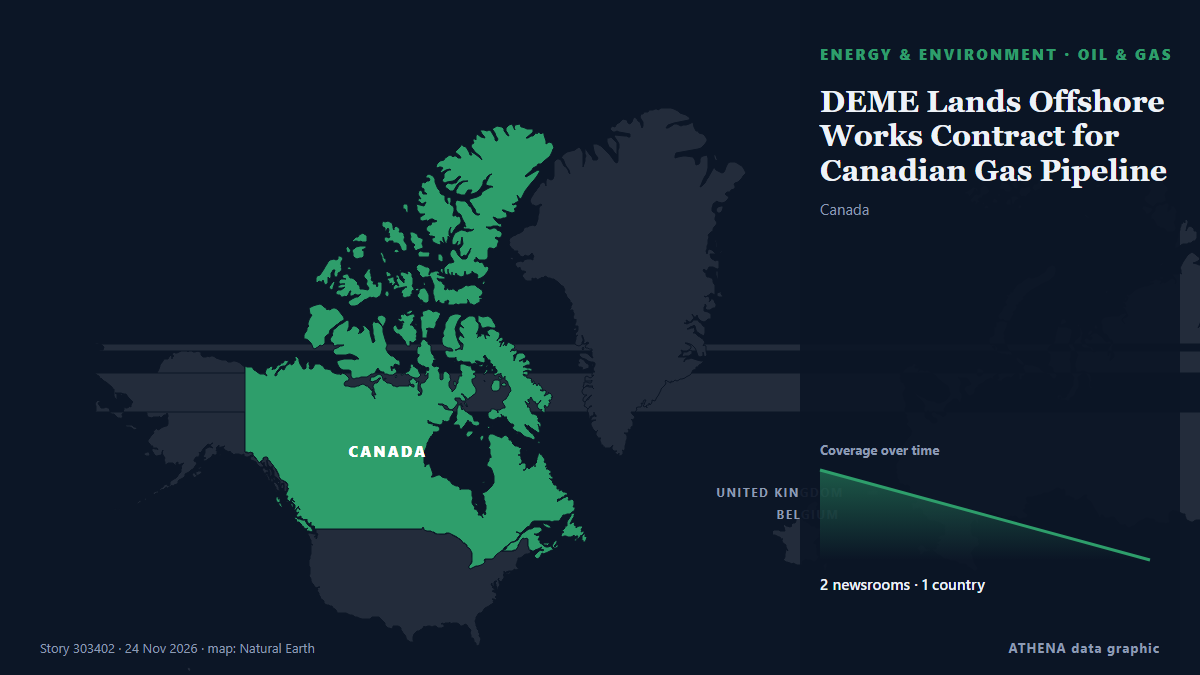 ENERGY & ENVIRONMENT · OIL & GAS
DEME Lands Offshore
Works Contract for
Canadian Gas Pipeline
Canada
CANADA
Coverage over time
UNITED KINGDOM
BELGIUM
2 newsrooms · 1 country
Story 303402 · 24 Nov 2026 · map: Natural Earth
ATHENA data graphic